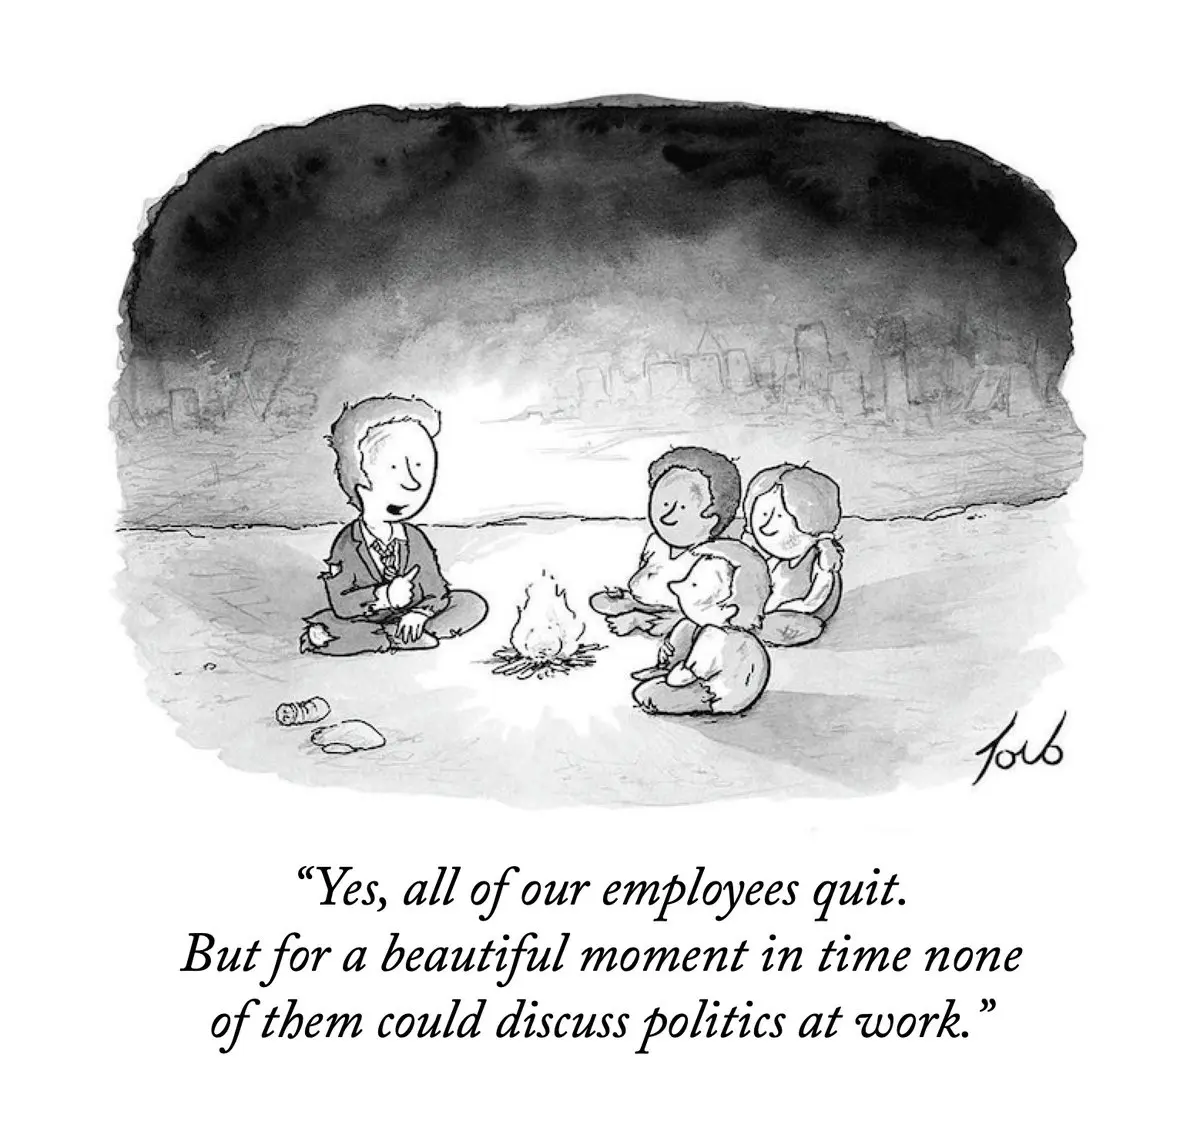 Toro
“Yes, all of our employees quit.
But for a beautiful moment in time none
of them could discuss politics at work.”